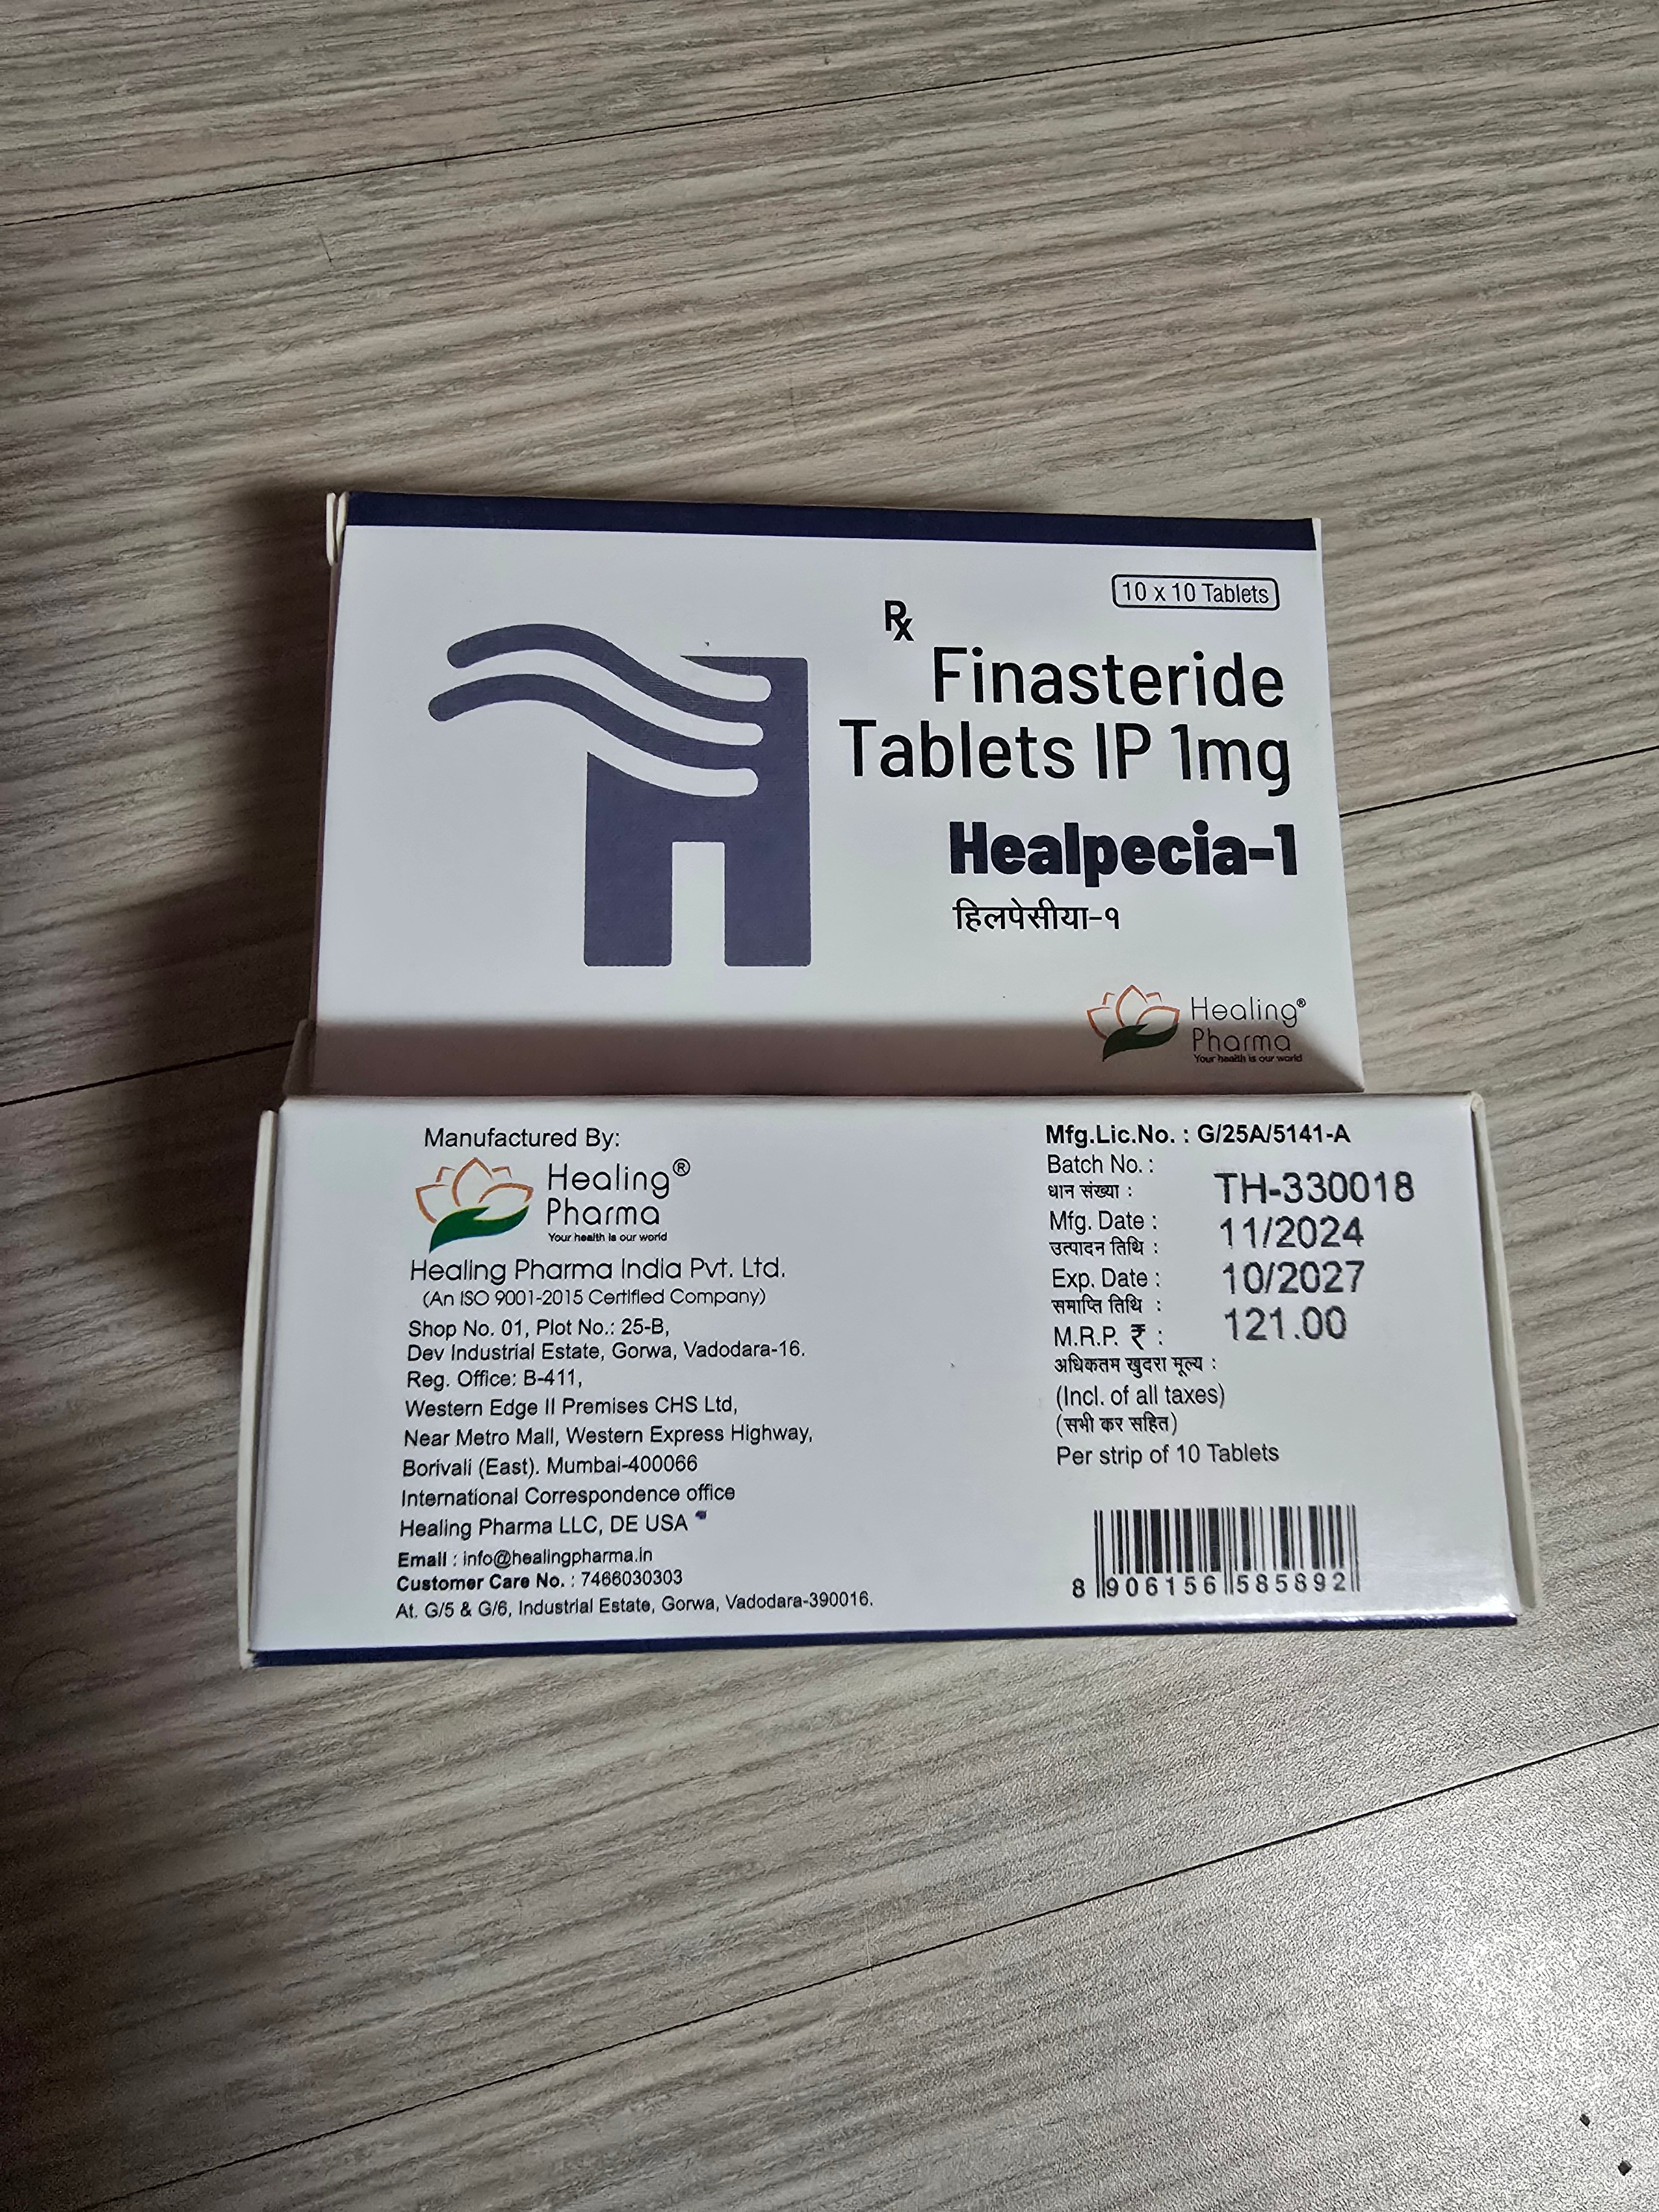 10 x 10 Tablets
Rx
Finasteride
Tablets IP 1mg
Healpecia-1
हिलपेसीया-१
Healing®
Pharma
Your health is our world
Manufactured By:
Healing®
Pharma
Your health is our world
Healing Pharma India Pvt. Ltd.
(An ISO 9001-2015 Certified Company)
Shop No. 01, Plot No.: 25-B,
Dev Industrial Estate, Gorwa, Vadodara-16.
Reg. Office: B-411,
Western Edge II Premises CHS Ltd,
Near Metro Mall, Western Express Highway,
Borivali (East). Mumbai-400066
International Correspondence office
Healing Pharma LLC, DE USA
Email : info@healingpharma.in
Customer Care No. : 7466030303
At. G/5 & G/6, Industrial Estate, Gorwa, Vadodara-390016.
Mfg.Lic.No. : G/25A/5141-A
Batch No. :
धान संख्या : TH-330018
Mfg. Date : 11/2024
उत्पादन तिथि :
Exp. Date : 10/2027
समाप्ति तिथि :
M.R.P. ₹ : 121.00
अधिकतम खुदरा मूल्य :
(Incl. of all taxes)
(सभी कर सहित)
Per strip of 10 Tablets
8 906156 585892